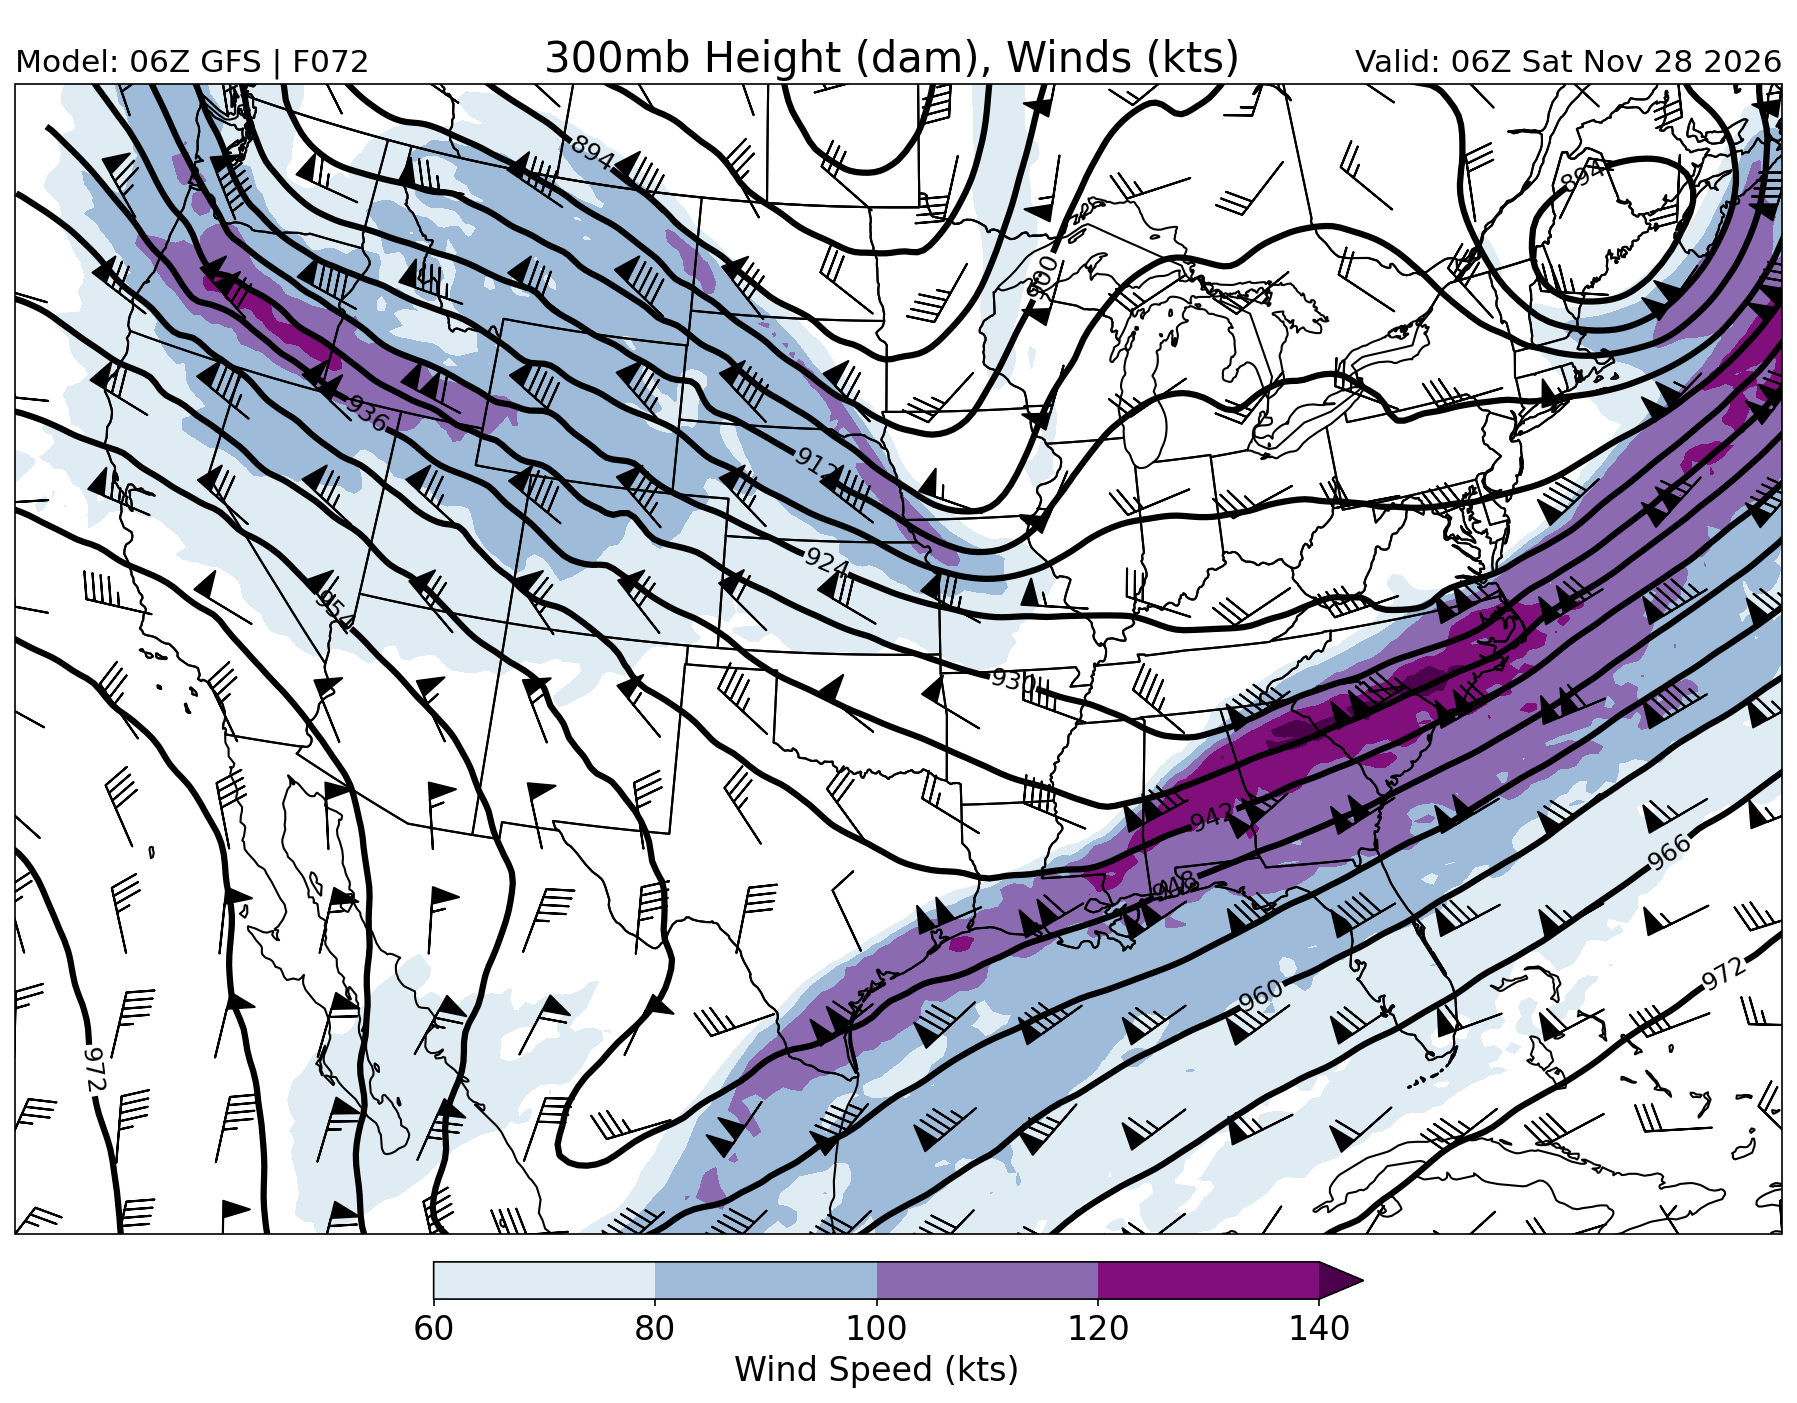 Model: 06Z GFS | F072
300mb Height (dam), Winds (kts)
Valid: 06Z Sat Nov 28 2026
894
894
900
936
912
924
954
930
942
948
966
972
960
972
60 80 100 120 140
Wind Speed (kts)